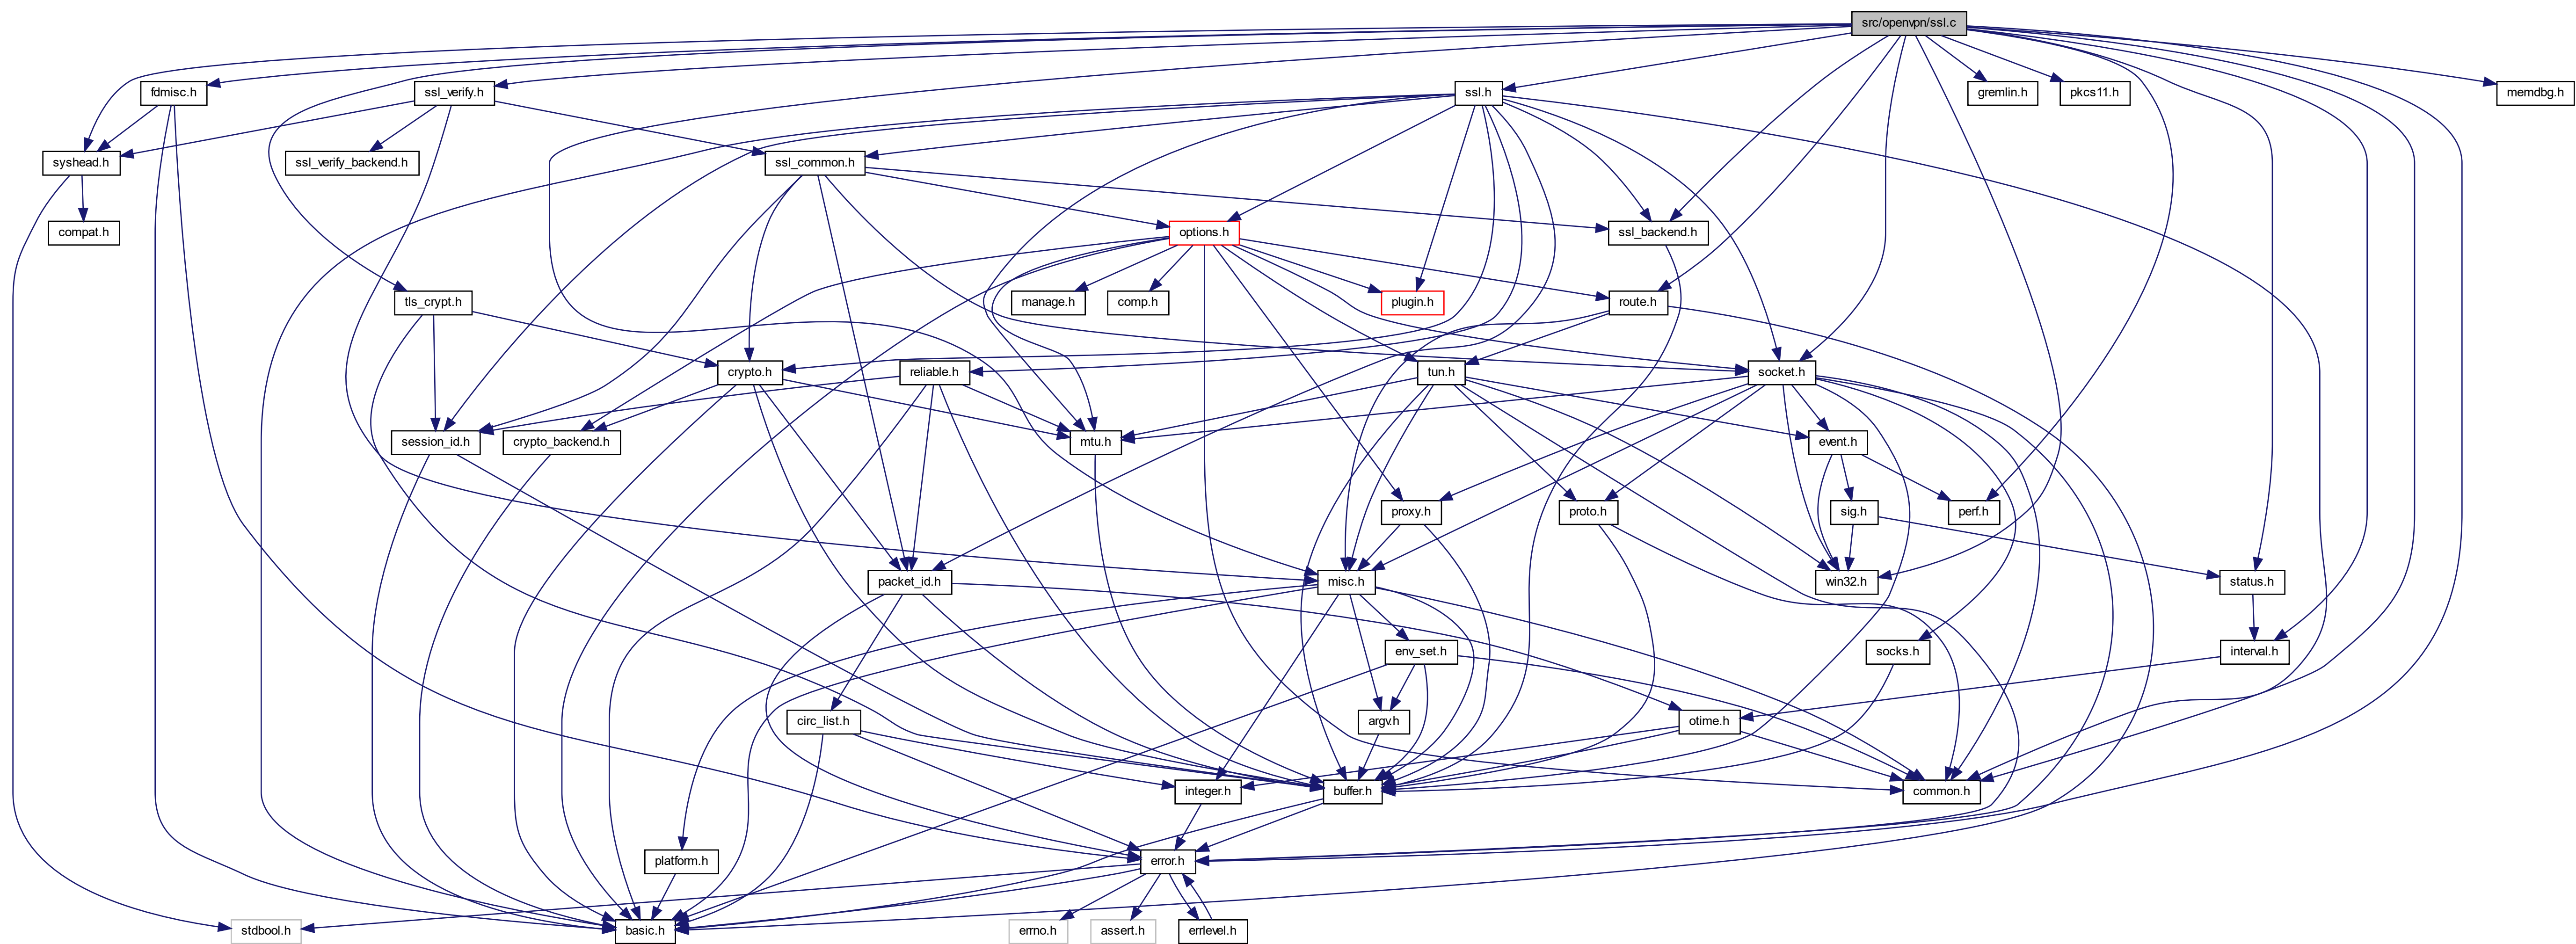 src/openvpn/ssl.c
fdmisc.h
ssl_verify.h
ssl.h
gremlin.h
pkcs11.h
memdbg.h
syshead.h
ssl_verify_backend.h
ssl_common.h
compat.h
options.h
ssl_backend.h
tls_crypt.h
manage.h
comp.h
plugin.h
route.h
crypto.h
reliable.h
tun.h
socket.h
session_id.h
crypto_backend.h
mtu.h
event.h
proxy.h
proto.h
sig.h
perf.h
packet_id.h
misc.h
win32.h
status.h
env_set.h
socks.h
interval.h
circ_list.h
argv.h
otime.h
integer.h
buffer.h
common.h
platform.h
error.h
stdbool.h
basic.h
errno.h
assert.h
errlevel.h